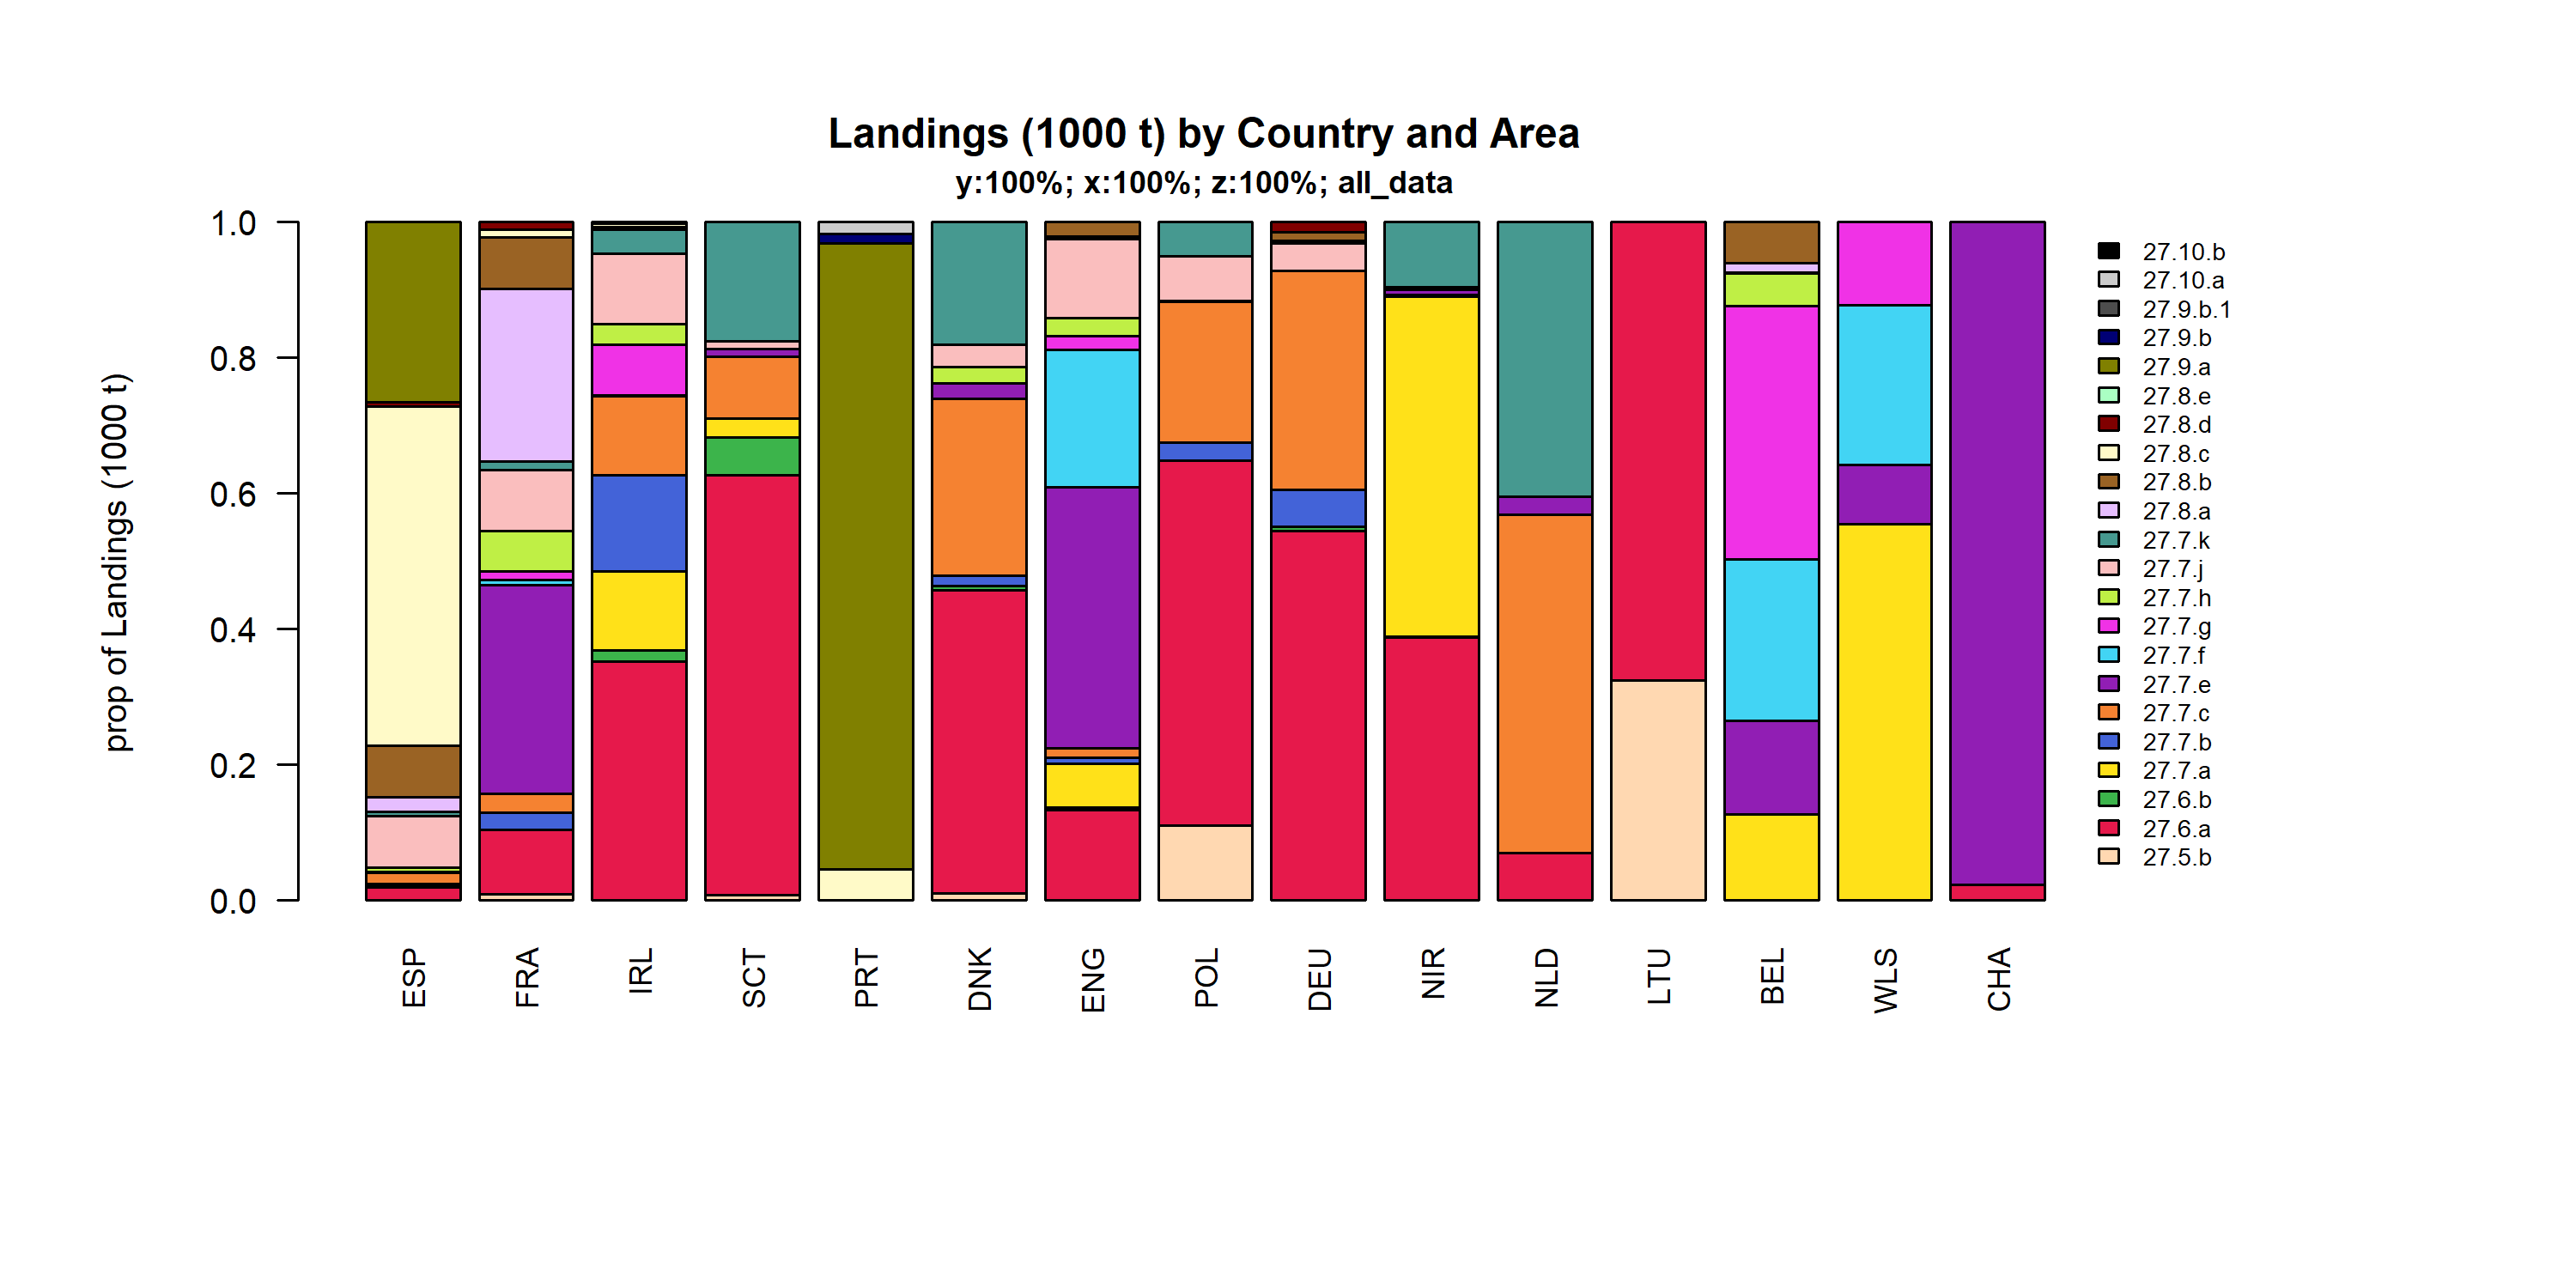 Landings (1000 t) by Country and Area
y:100%; x:100%; z:100%; all_data
prop of Landings (1000 t)
1.0
0.8
0.6
0.4
0.2
0.0
ESP
FRA
IRL
SCT
PRT
DNK
ENG
POL
DEU
NIR
NLD
LTU
BEL
WLS
CHA
27.10.b
27.10.a
27.9.b.1
27.9.b
27.9.a
27.8.e
27.8.d
27.8.c
27.8.b
27.8.a
27.7.k
27.7.j
27.7.h
27.7.g
27.7.f
27.7.e
27.7.c
27.7.b
27.7.a
27.6.b
27.6.a
27.5.b